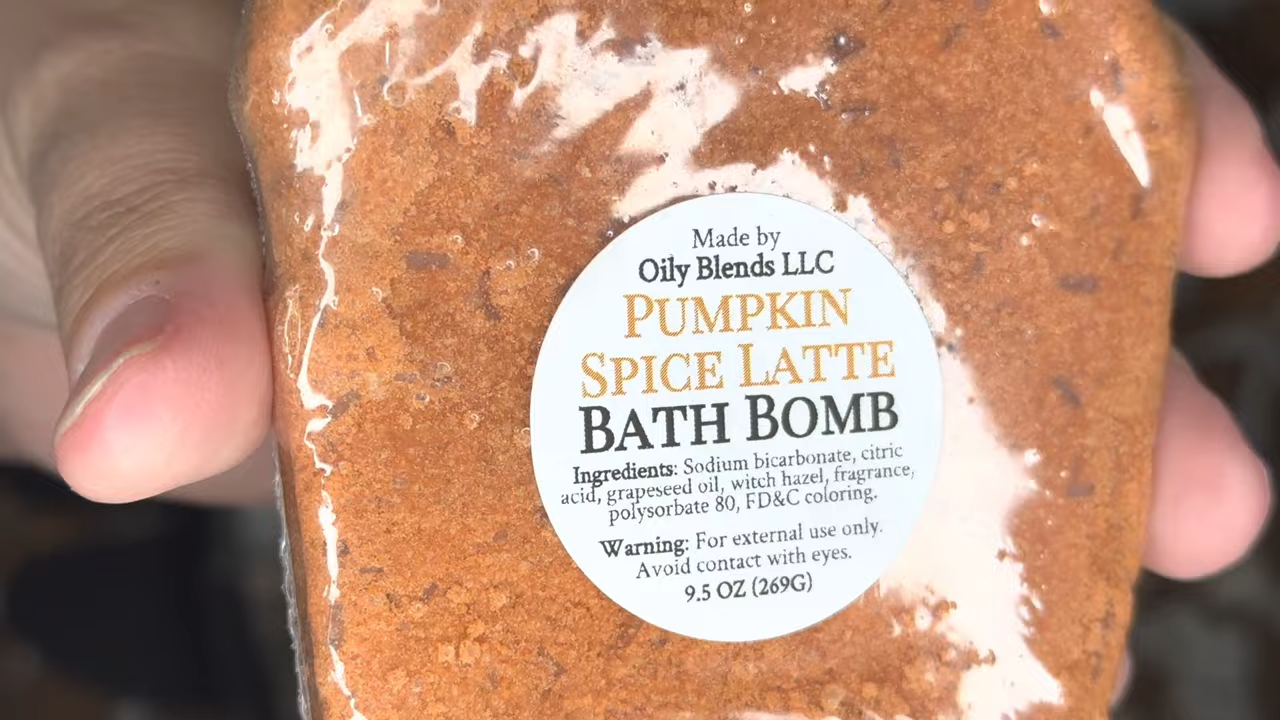 Made by
Oily Blends LLC
PUMPKIN
SPICE LATTE
BATH BOMB
Ingredients: Sodium bicarbonate, citric
acid, grapeseed oil, witch hazel, fragrance,
polysorbate 80, FD&C coloring.
Warning: For external use only.
Avoid contact with eyes.
9.5 OZ (269G)